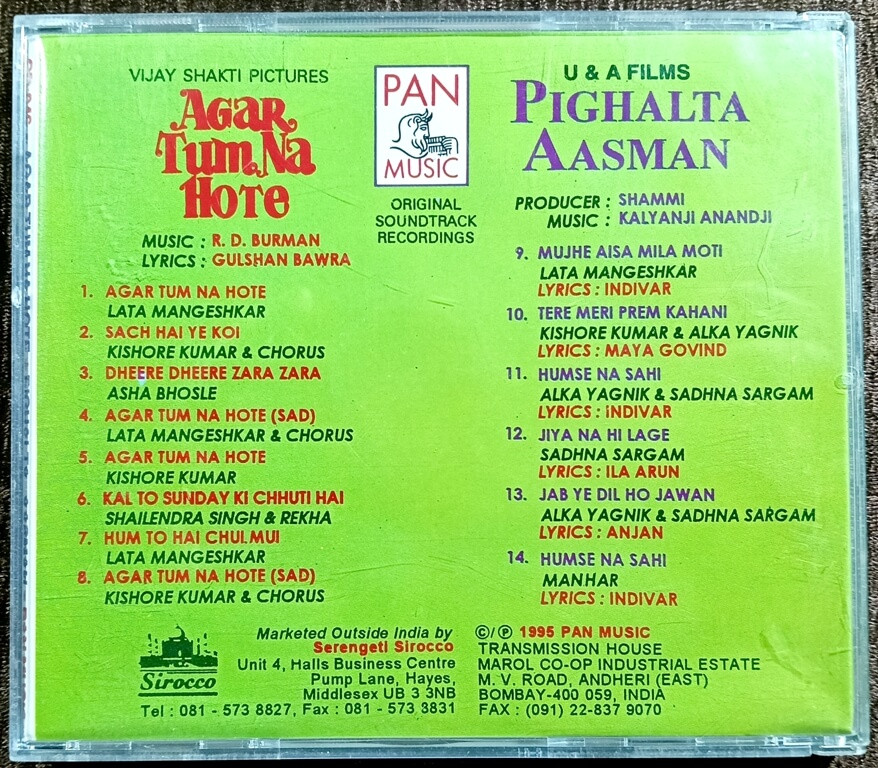 VIJAY SHAKTI PICTURES
AGAR
TUM NA
HOTE
MUSIC : R. D. BURMAN
LYRICS : GULSHAN BAWRA
1. AGAR TUM NA HOTE
LATA MANGESHKAR
2. SACH HAI YE KOI
KISHORE KUMAR & CHORUS
3. DHEERE DHEERE ZARA ZARA
ASHA BHOSLE
4. AGAR TUM NA HOTE (SAD)
LATA MANGESHKAR & CHORUS
5. AGAR TUM NA HOTE
KISHORE KUMAR
6. KAL TO SUNDAY KI CHHUTI HAI
SHAILENDRA SINGH & REKHA
7. HUM TO HAI CHUI.MUI
LATA MANGESHKAR
8. AGAR TUM NA HOTE (SAD)
KISHORE KUMAR & CHORUS
PAN
MUSIC
ORIGINAL
SOUNDTRACK
RECORDINGS
U & A FILMS
PIGHALTA
AASMAN
PRODUCER : SHAMMI
MUSIC : KALYANJI ANANDJI
9. MUJHE AISA MILA MOTI
LATA MANGESHKAR
LYRICS : INDIVAR
10. TERE MERI PREM KAHANI
KISHORE KUMAR & ALKA YAGNIK
LYRICS : MAYA GOVIND
11. HUMSE NA SAHI
ALKA YAGNIK & SADHNA SARGAM
LYRICS : INDIVAR
12. JIYA NA HI LAGE
SADHNA SARGAM
LYRICS : ILA ARUN
13. JAB YE DIL HO JAWAN
ALKA YAGNIK & SADHNA SARGAM
LYRICS : ANJAN
14. HUMSE NA SAHI
MANHAR
LYRICS : INDIVAR
Sirocco
Marketed Outside India by
Serengeti Sirocco
Unit 4, Halls Business Centre
Pump Lane, Hayes,
Middlesex UB 3 3NB
Tel : 081 - 573 8827, Fax : 081 - 573 3831
©/℗ 1995 PAN MUSIC
TRANSMISSION HOUSE
MAROL CO-OP INDUSTRIAL ESTATE
M. V. ROAD, ANDHERI (EAST)
BOMBAY-400 059, INDIA
FAX : (091) 22-837 9070